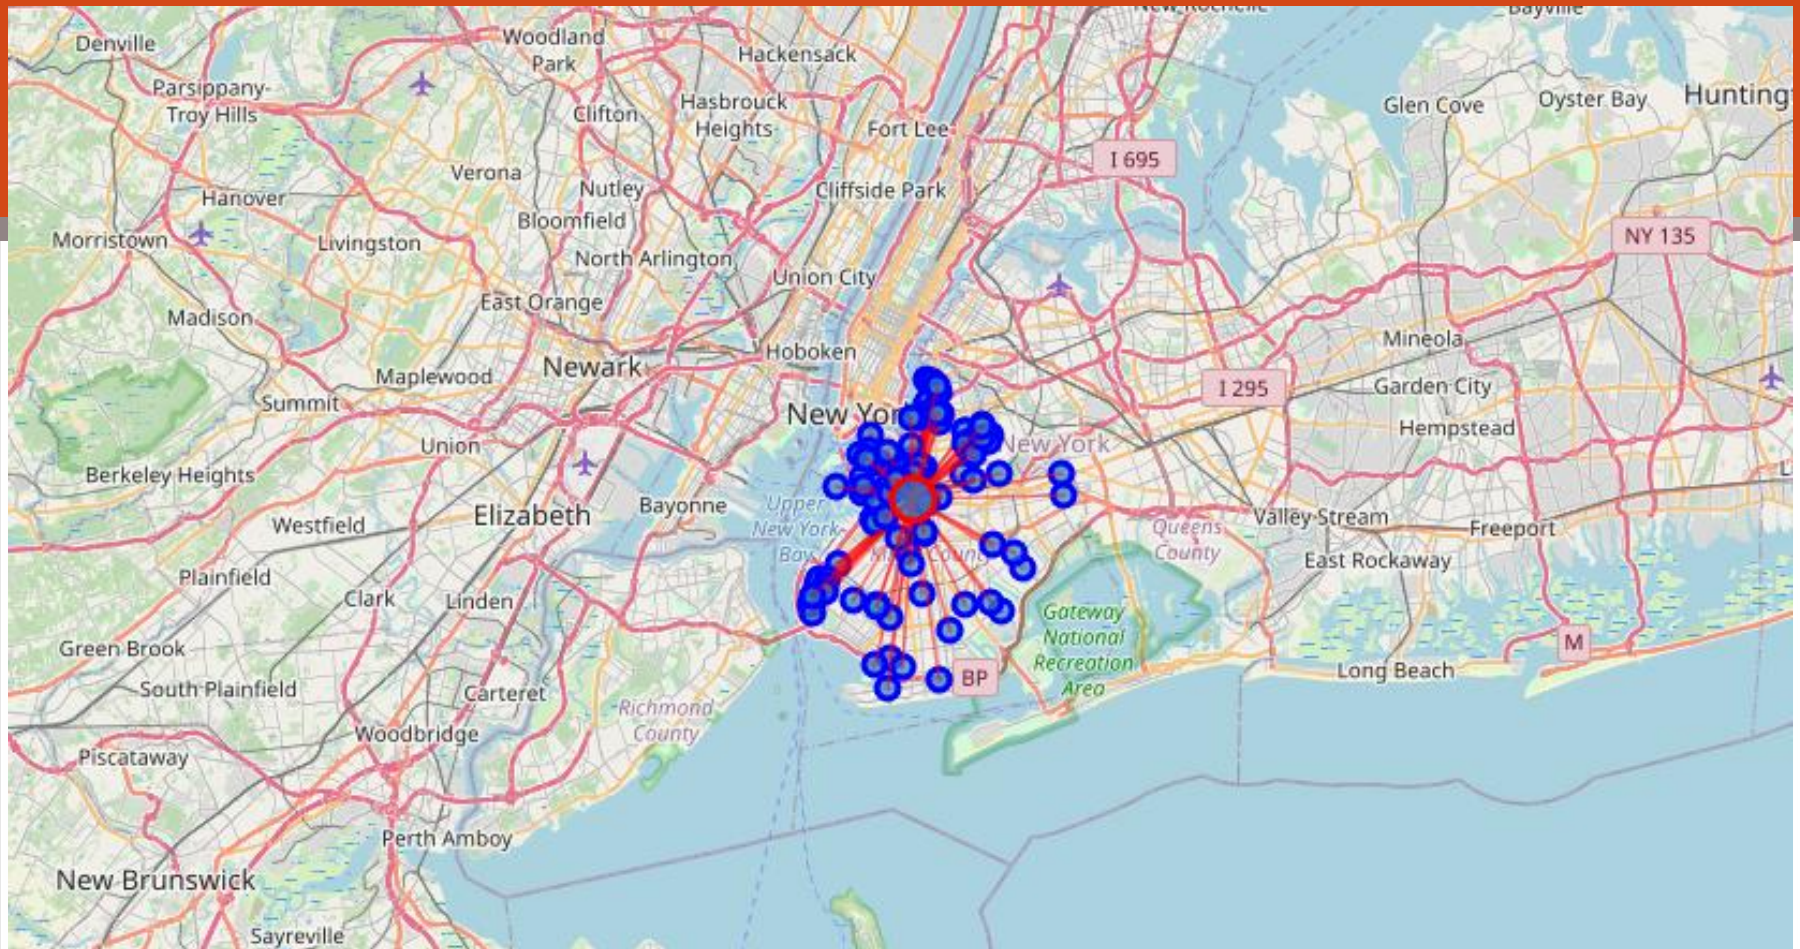 New Rochelle
Bayville
Denville
Woodland
Park
Hackensack
Parsippany-
Troy Hills
Clifton
Hasbrouck
Heights
Fort Lee
Glen Cove
Oyster Bay
Hunting
I 695
Verona
Nutley
Cliffside Park
Hanover
Bloomfield
Morristown
Livingston
North Arlington
NY 135
Union City
East Orange
Madison
Mineola
Hoboken
Newark
Maplewood
I 295
Garden City
Summit
New Yor
Hempstead
Union
New York
Berkeley Heights
L
Bayonne
Upper
New York
Bay
Elizabeth
Westfield
Valley Stream
Freeport
Queens
County
East Rockaway
Plainfield
Clark
Linden
Gateway
National
Recreation
Area
Green Brook
M
Long Beach
BP
South Plainfield
Carteret
Richmond
County
Woodbridge
Piscataway
Perth Amboy
New Brunswick
Sayreville